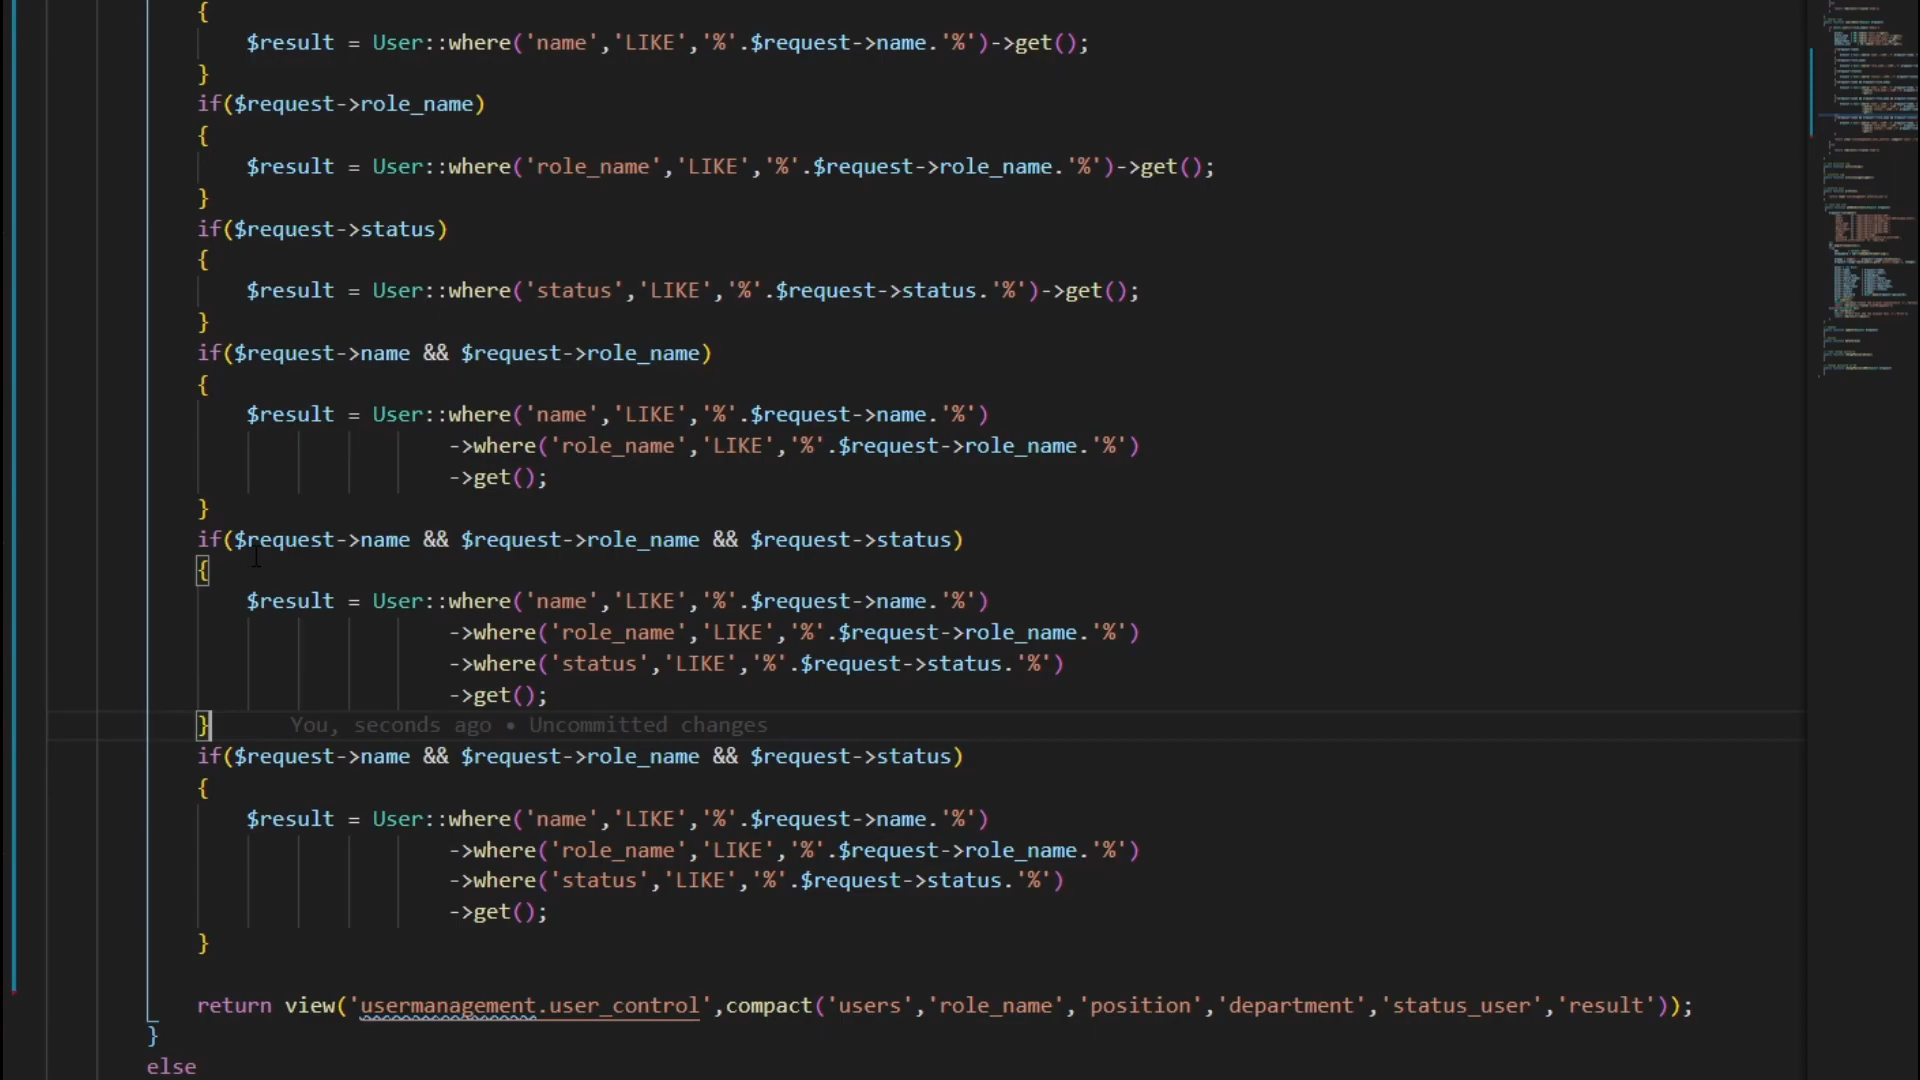 {
$result = User::where('name','LIKE','%'.$request->name.'%')->get();
}
if($request->role_name)
{
$result = User::where('role_name','LIKE','%'.$request->role_name.'%')->get();
}
if($request->status)
{
$result = User::where('status','LIKE','%'.$request->status.'%')->get();
}
if($request->name && $request->role_name)
{
$result = User::where('name','LIKE','%'.$request->name.'%')
->where('role_name','LIKE','%'.$request->role_name.'%')
->get();
}
if($request->name && $request->role_name && $request->status)
{
$result = User::where('name','LIKE','%'.$request->name.'%')
->where('role_name','LIKE','%'.$request->role_name.'%')
->where('status','LIKE','%'.$request->status.'%')
->get();
} You, seconds ago • Uncommitted changes
if($request->name && $request->role_name && $request->status)
{
$result = User::where('name','LIKE','%'.$request->name.'%')
->where('role_name','LIKE','%'.$request->role_name.'%')
->where('status','LIKE','%'.$request->status.'%')
->get();
}
return view('usermanagement.user_control',compact('users','role_name','position','department','status_user','result'));
}
else